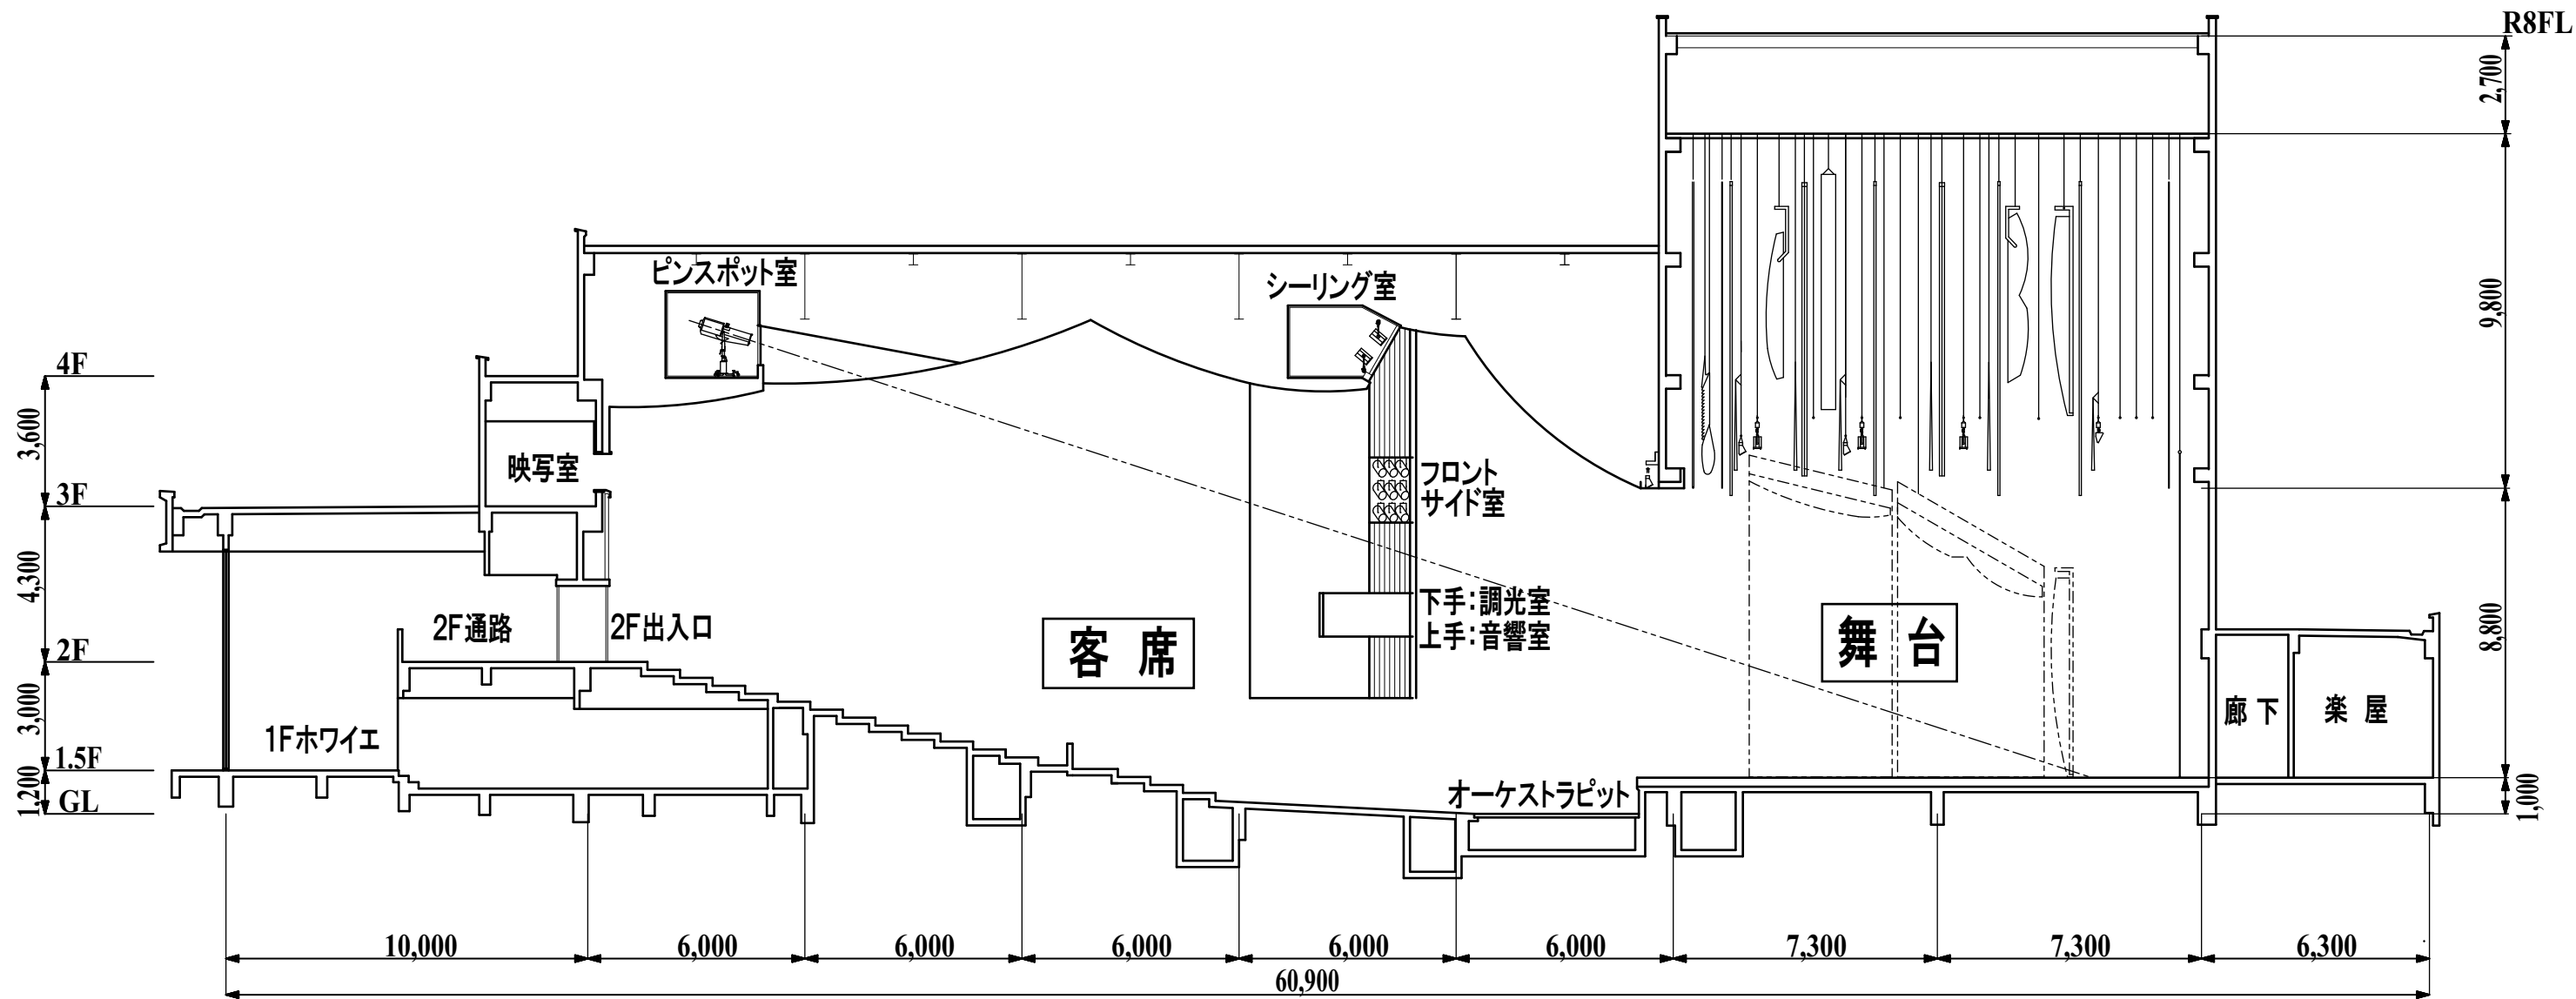 R8FL
2,700
ピンスポット室
シーリング室
9,800
4F
3,600
映写室
フロント
サイド室
3F
4,300
2F通路
2F出入口
下手：調光室
上手：音響室
客 席
舞 台
8,800
2F
3,000
1Fホワイエ
廊 下
楽 屋
1.5F
1,200
GL
オーケストラピット
1,000
10,000
6,000
6,000
6,000
6,000
6,000
7,300
7,300
6,300
60,900